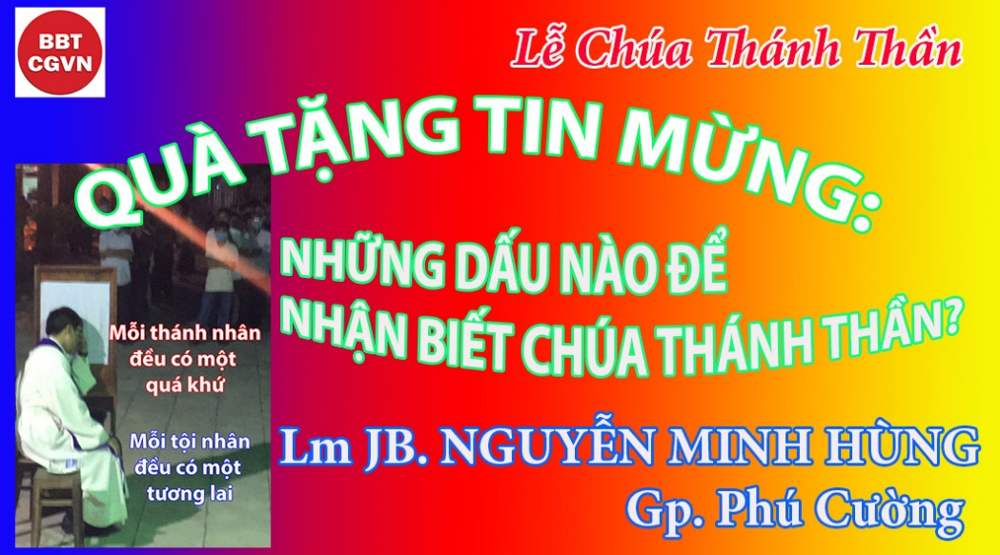 BBT
CGVN
Lễ Chúa Thánh Thần
QUÀ TẶNG TIN MỪNG:
NHỮNG DẤU NÀO ĐỂ
NHẬN BIẾT CHÚA THÁNH THẦN?
Mỗi thánh nhân
đều có một
quá khứ
Mỗi tội nhân
đều có một
tương lai
Lm JB. NGUYỄN MINH HÙNG
Gp. Phú Cường